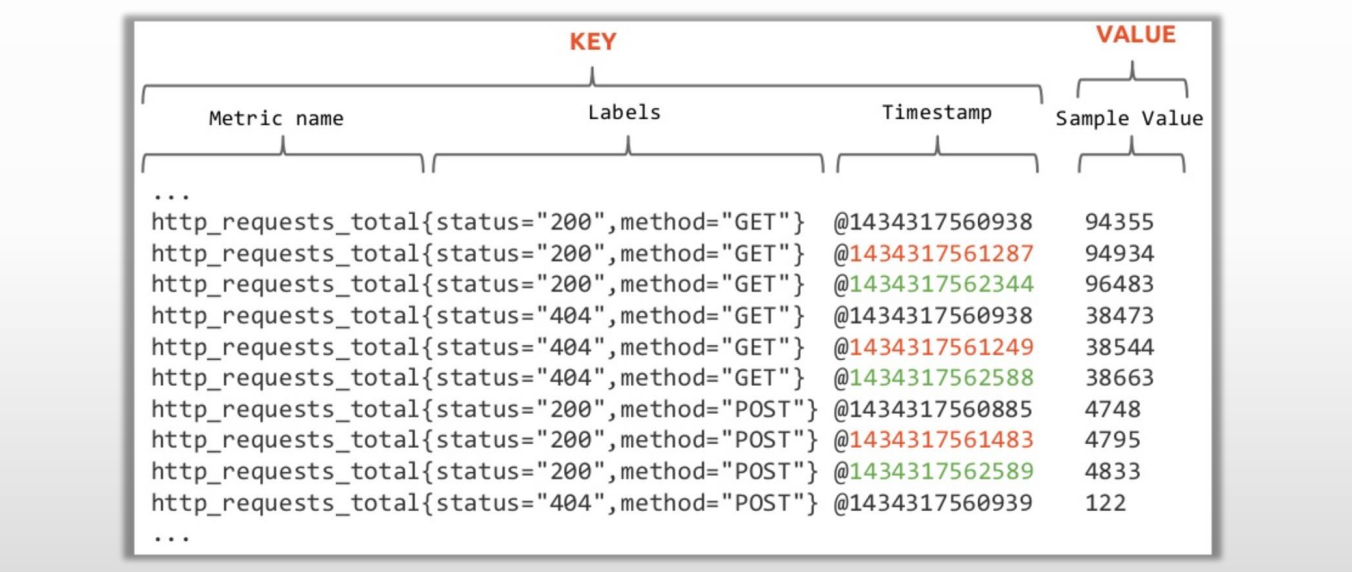 KEY VALUE
Metric name Labels Timestamp Sample Value
...
http_requests_total{status="200",method="GET"} @1434317560938 94355
http_requests_total{status="200",method="GET"} @1434317561287 94934
http_requests_total{status="200",method="GET"} @1434317562344 96483
http_requests_total{status="404",method="GET"} @1434317560938 38473
http_requests_total{status="404",method="GET"} @1434317561249 38544
http_requests_total{status="404",method="GET"} @1434317562588 38663
http_requests_total{status="200",method="POST"} @1434317560885 4748
http_requests_total{status="200",method="POST"} @1434317561483 4795
http_requests_total{status="200",method="POST"} @1434317562589 4833
http_requests_total{status="404",method="POST"} @1434317560939 122
...